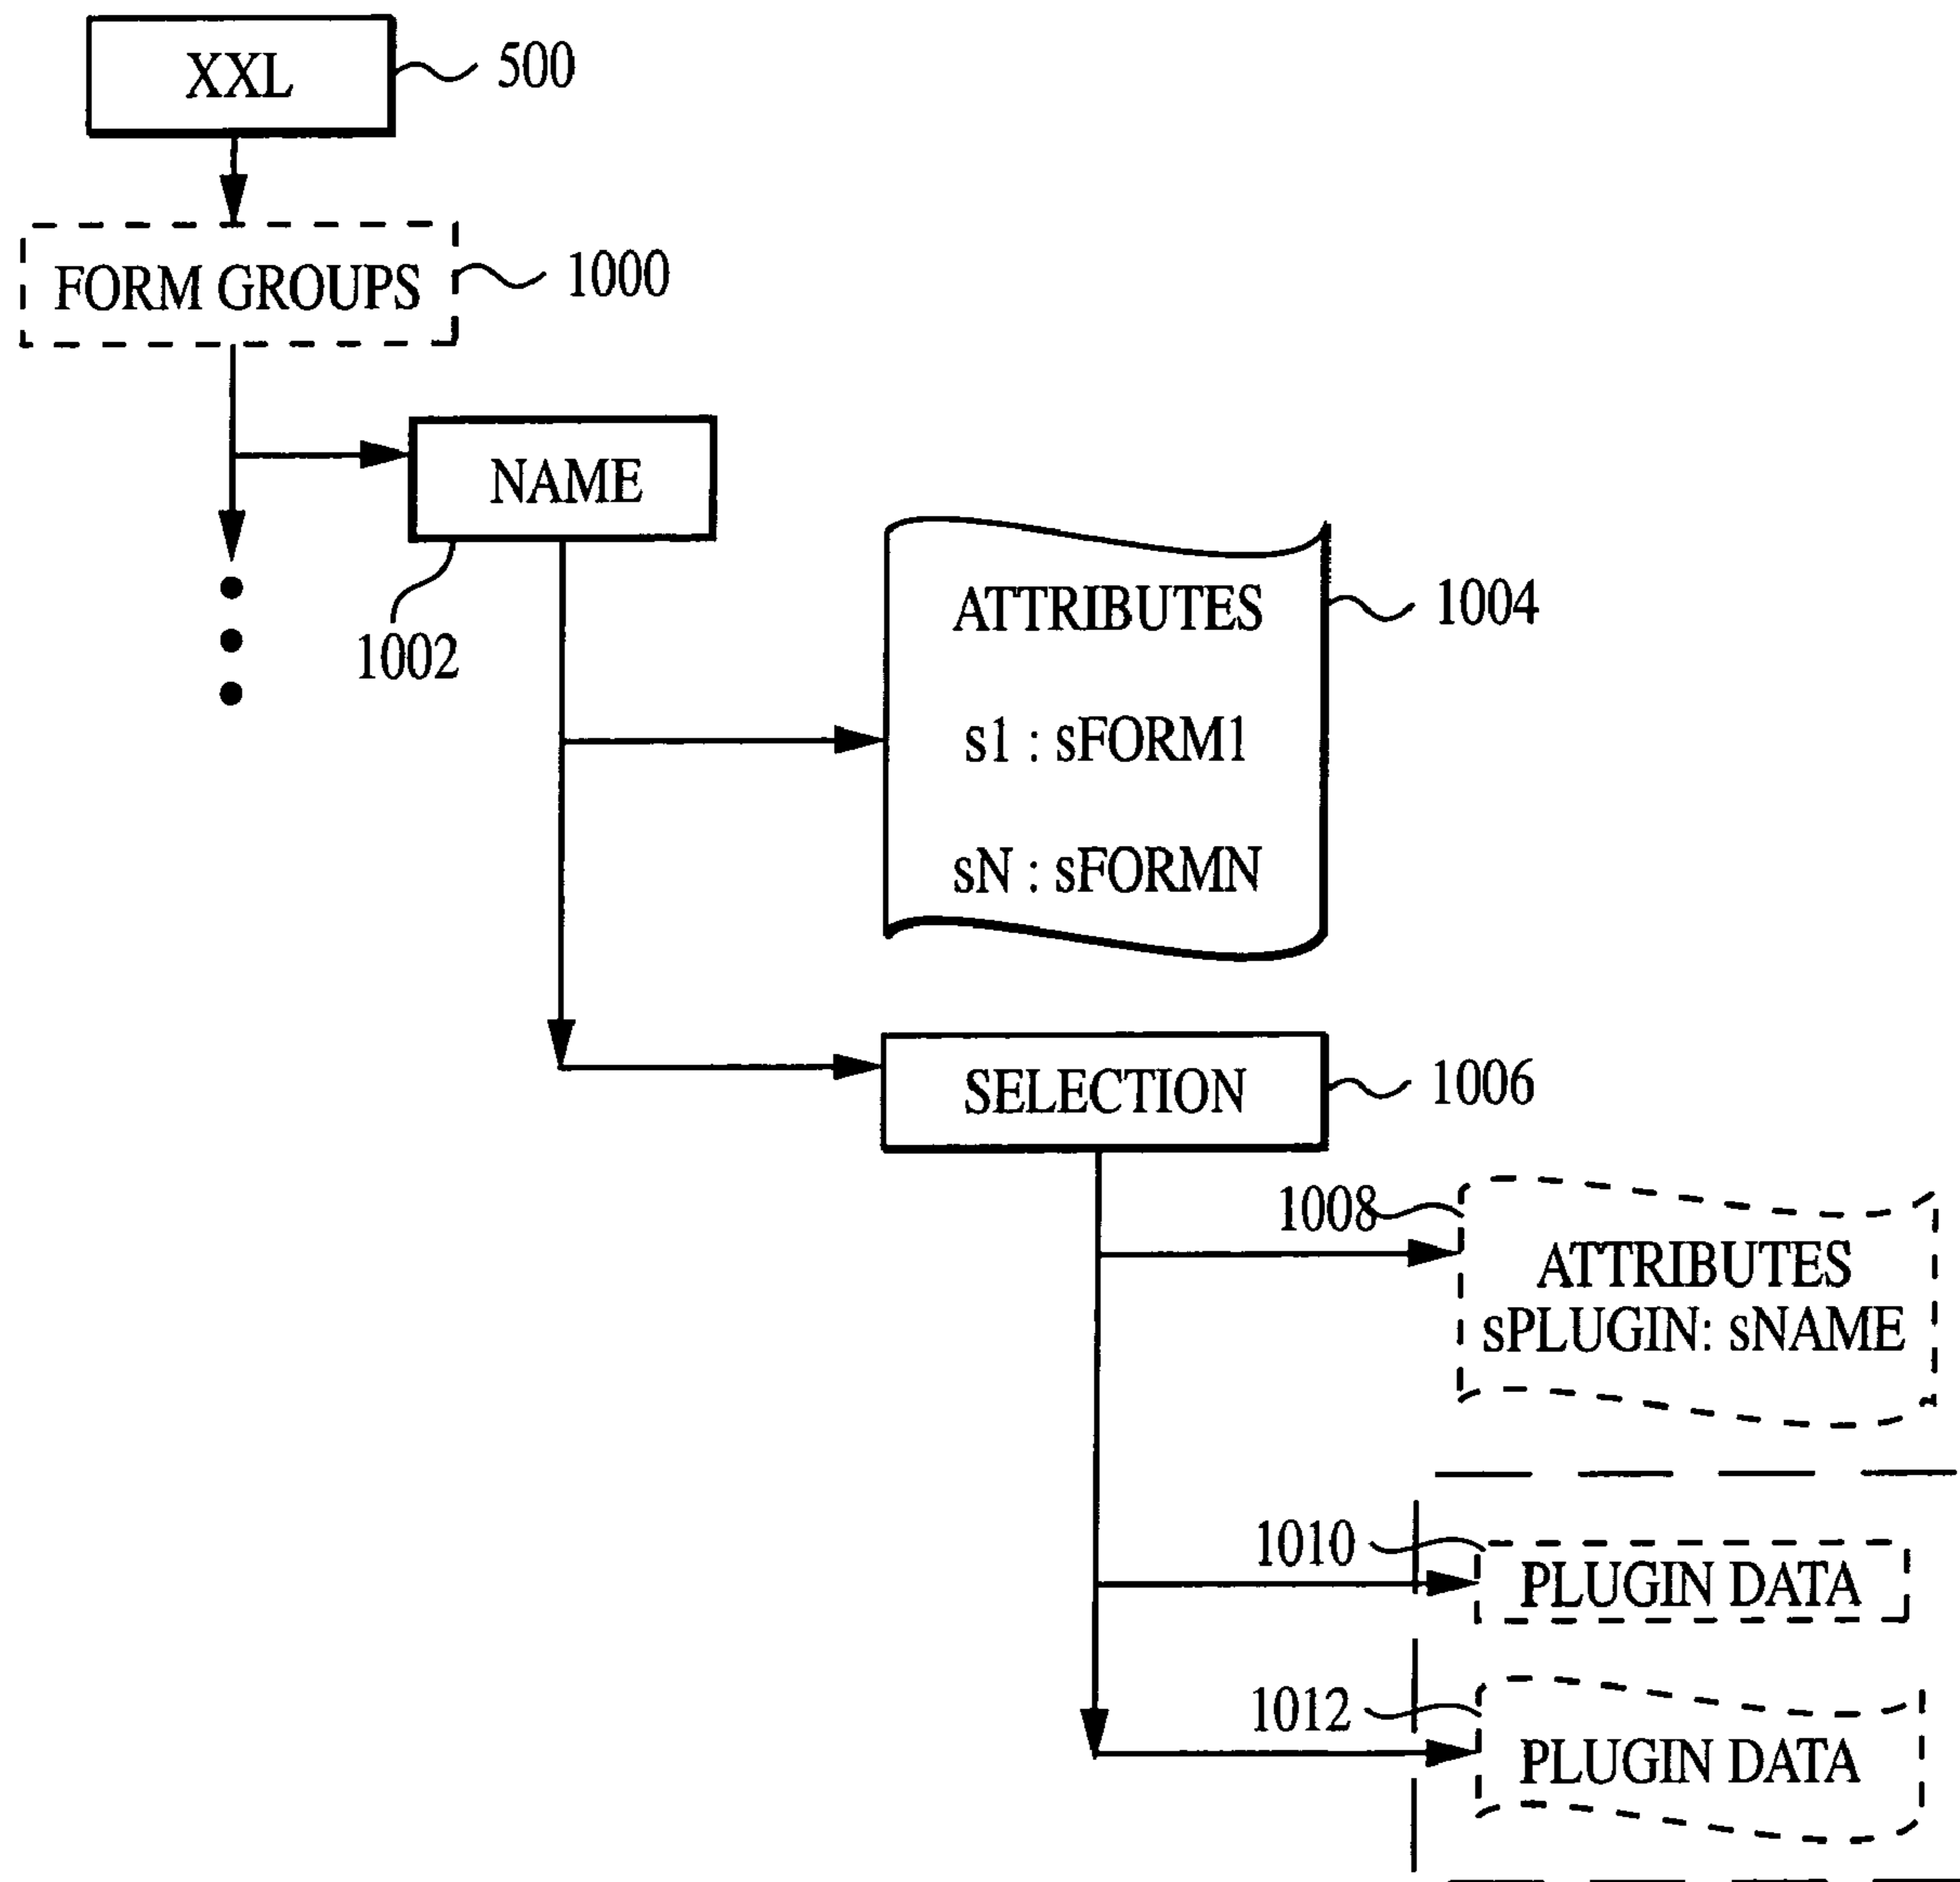 XXL
500
FORM GROUPS
1000
NAME
1002
ATTRIBUTES
1004
s1 : sFORM1
sN : sFORMN
SELECTION
1006
1008
ATTRIBUTES
sPLUGIN: sNAME
1010
PLUGIN DATA
1012
PLUGIN DATA